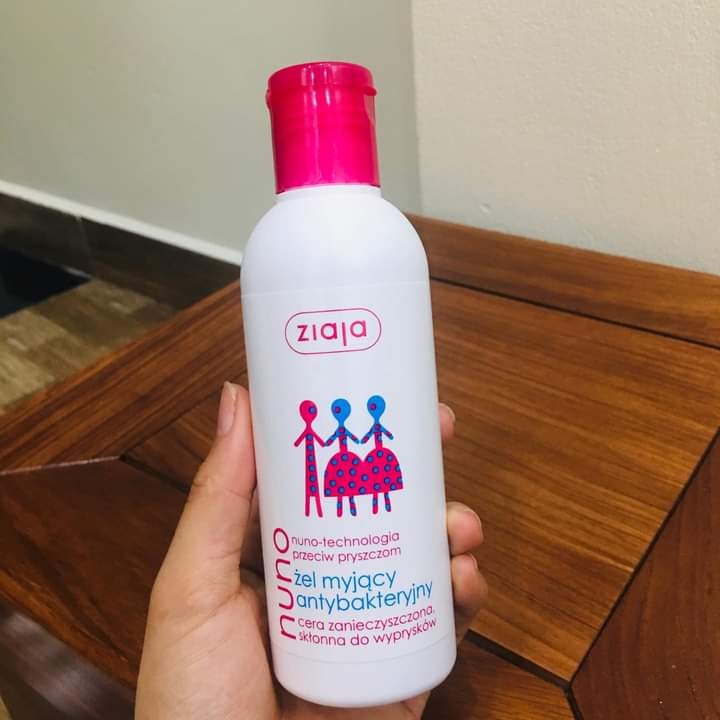 ziaja
nuno
nuno-technologia
przeciw pryszczom
żel myjący
antybakteryjny
cera zanieczyszczona,
skłonna do wyprysków